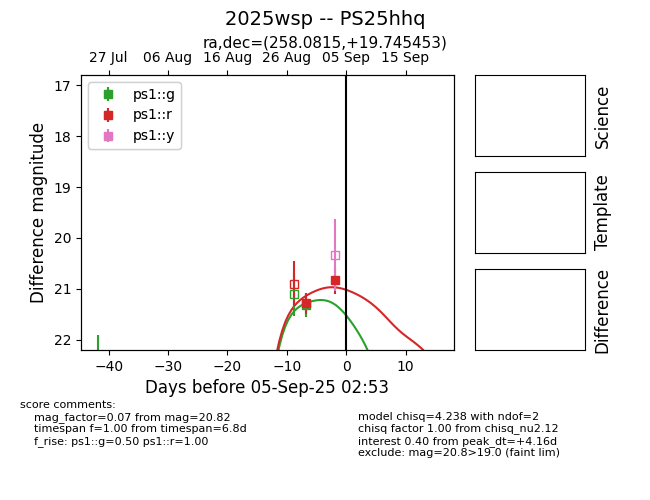 2025wsp -- PS25hhq
ra,dec=(258.0815,+19.745453)
27 Jul 06 Aug 16 Aug 26 Aug 05 Sep 15 Sep
ps1::g
ps1::r
ps1::y
17
18
19
20
21
22
Difference magnitude
−40 −30 −20 −10 0 10
Days before 05-Sep-25 02:53
Science
Template
Difference
score comments:
mag_factor=0.07 from mag=20.82
timespan f=1.00 from timespan=6.8d
f_rise: ps1::g=0.50 ps1::r=1.00
model chisq=4.238 with ndof=2
chisq factor 1.00 from chisq_nu2.12
interest 0.40 from peak_dt=+4.16d
exclude: mag=20.8>19.0 (faint lim)